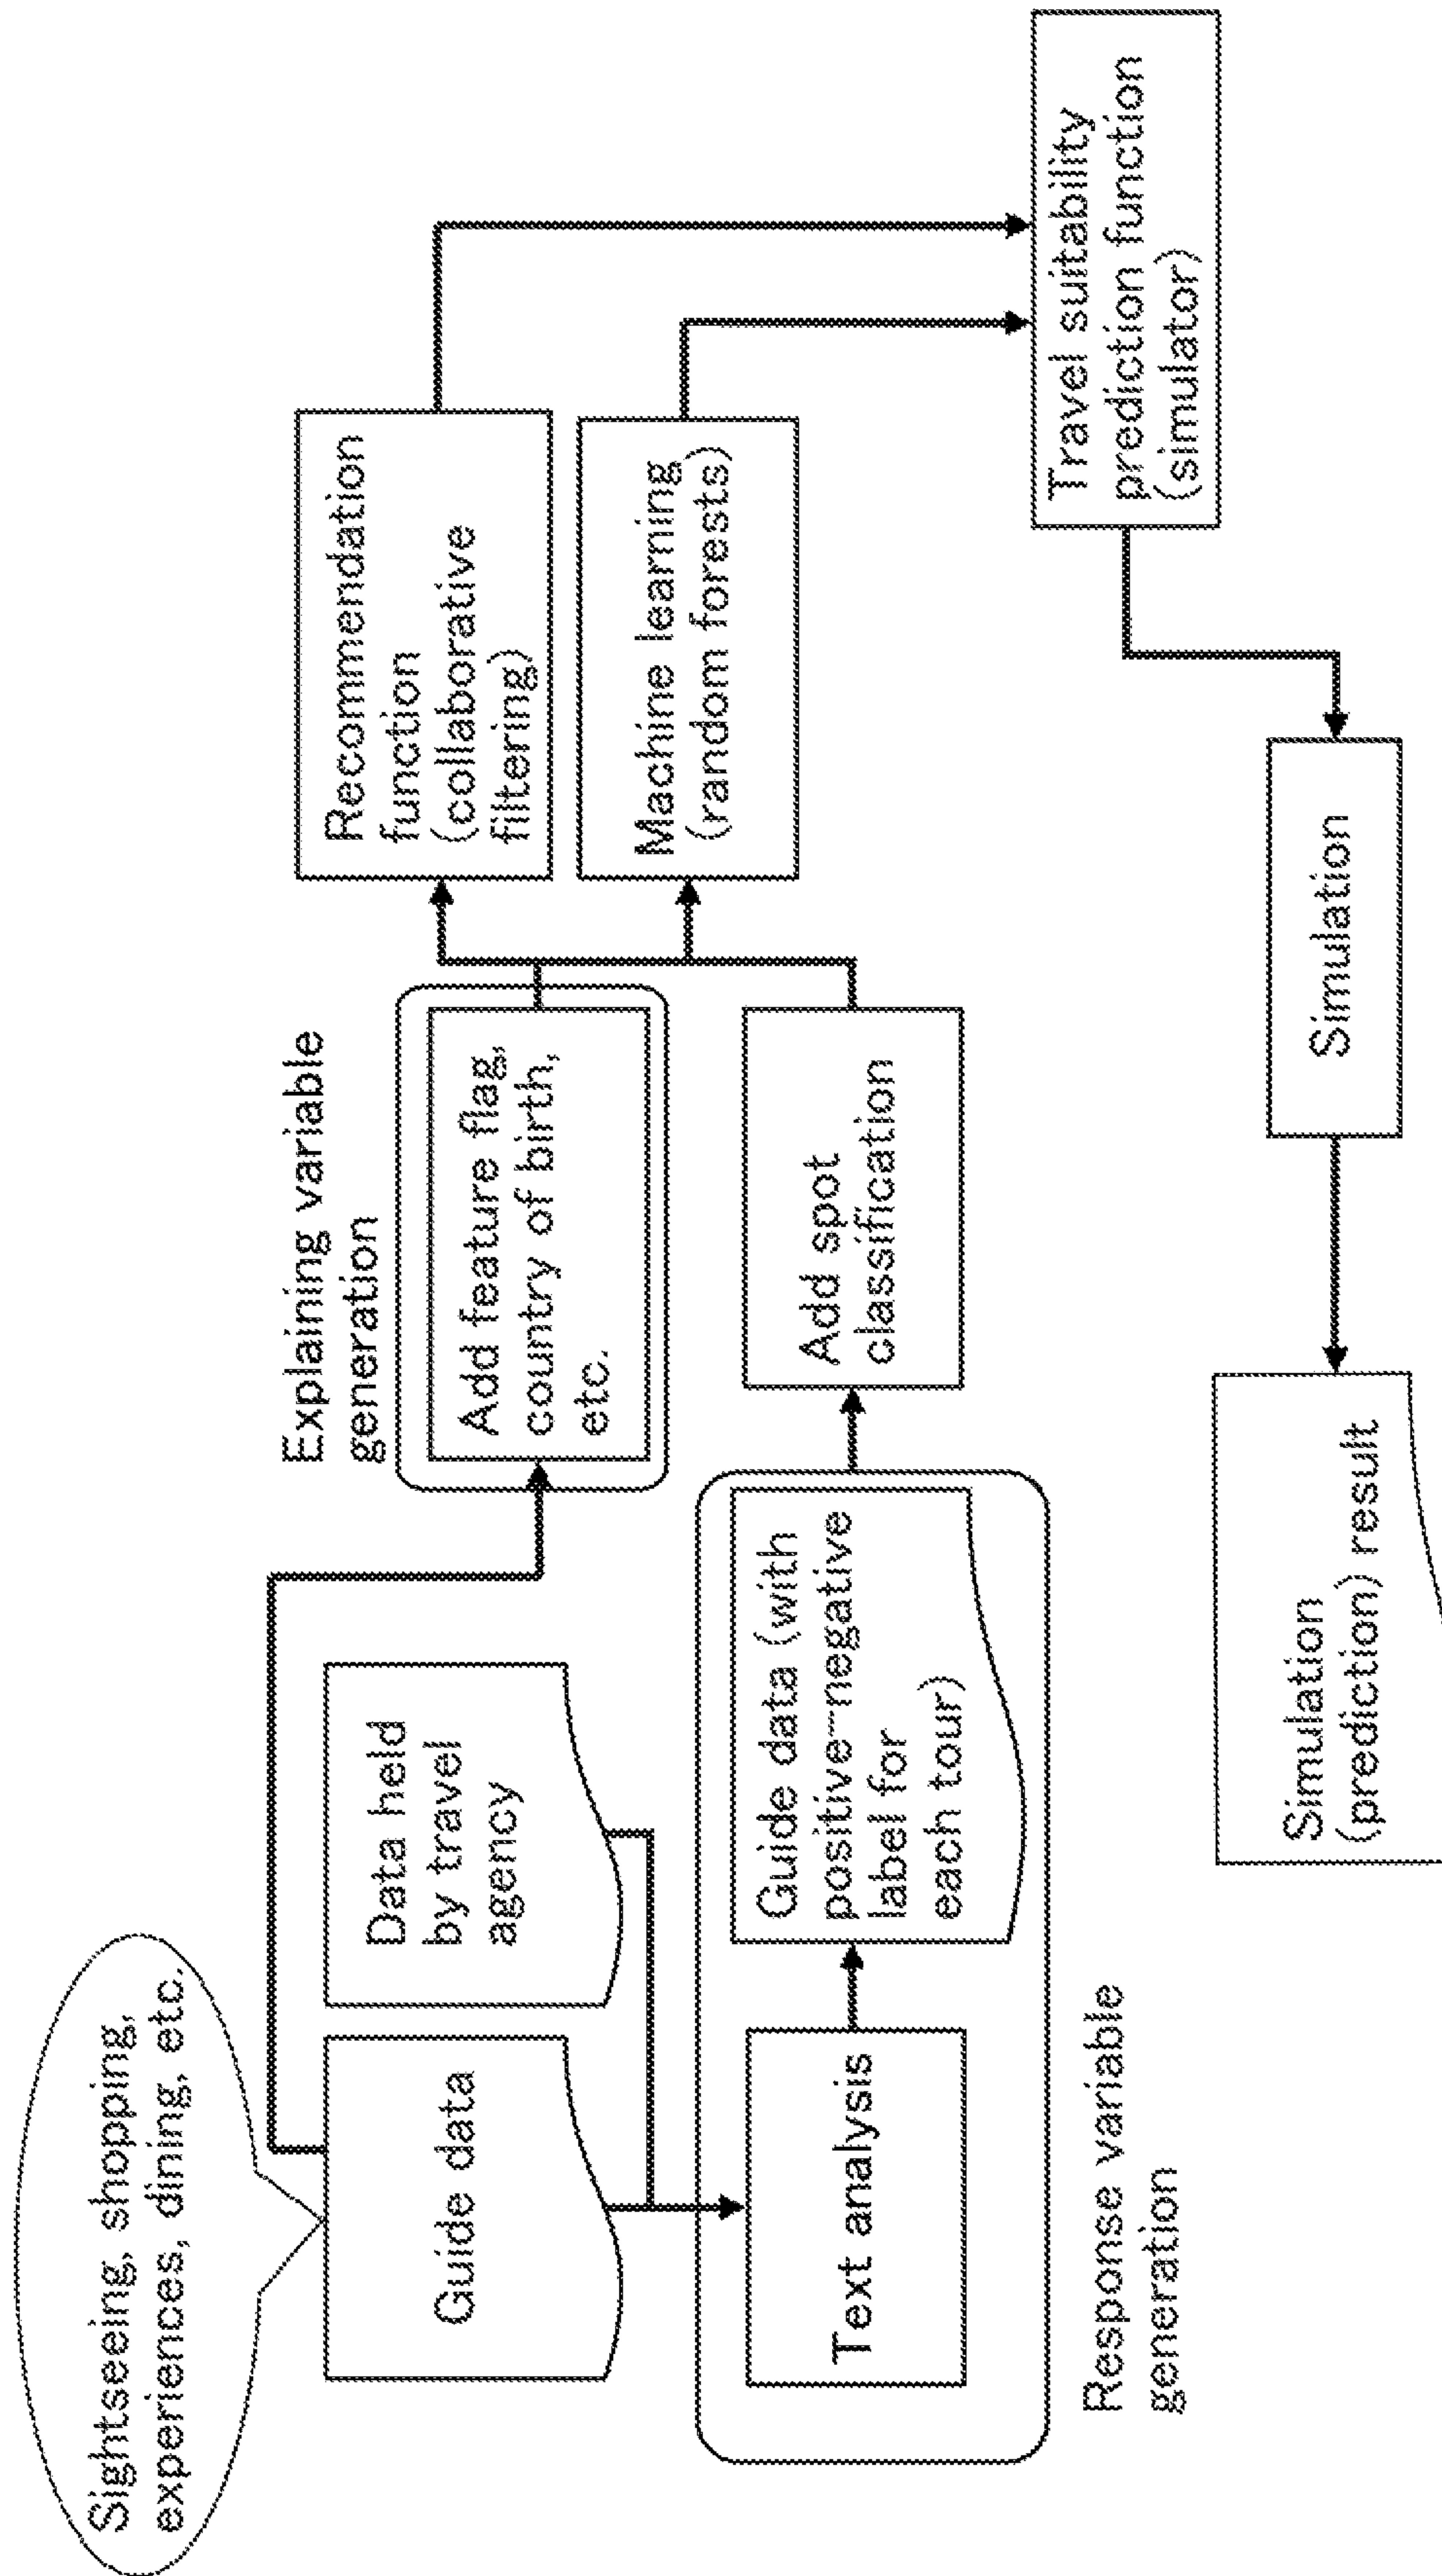 Sightseeing, shopping,
experiences, dining, etc.
Guide data
Data held
by travel
agency
Explaining variable
generation
Add feature flag,
country of birth,
etc.
Recommendation
function
(collaborative
filtering)
Machine learning
(random forests)
Text analysis
Guide data (with
positive-negative
label for
each tour)
Add spot
classification
Response variable
generation
Travel suitability
prediction function
(simulator)
Simulation
Simulation
(prediction) result